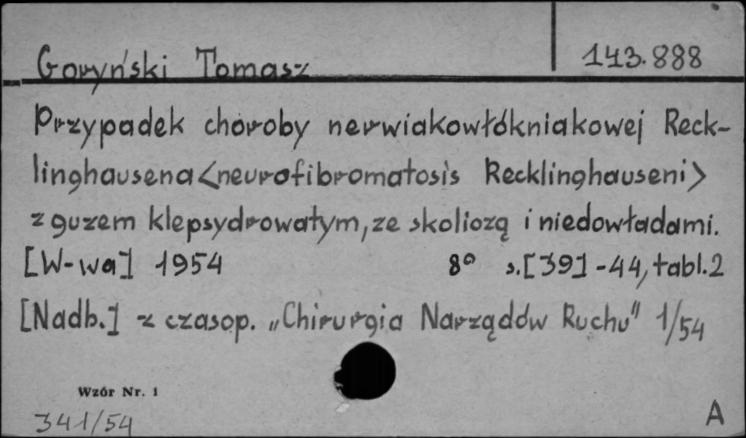 Goryński Tomasz 143.888
Przypadek choroby nerwiakowłókniakowej Reck-
linghausena <neurofibromatosis Recklinghauseni>
z guzem klepsydrowatym, ze skoliozą i niedowładami.
[W-wa] 1954 8° s.[39]-44, tabl.2
[Nadb.] z czasop. „Chirurgia Narządów Ruchu" 1/54
Wzór Nr. 1
341/54 A